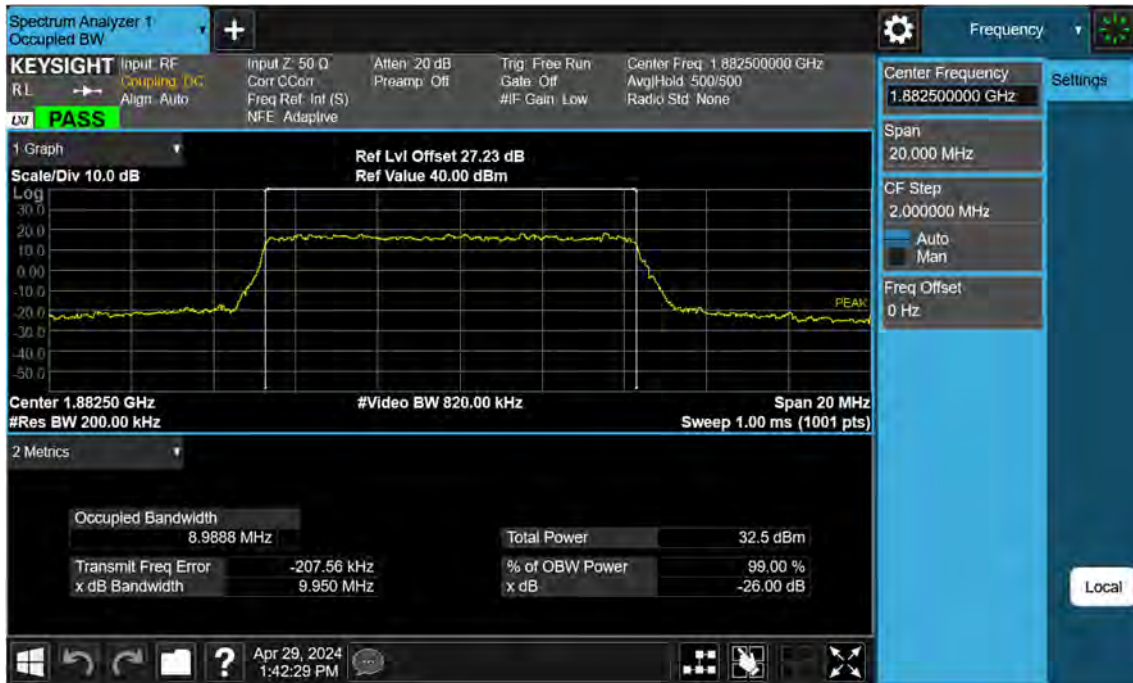 Spectrum Analyzer 1
Occupied BW
+
Frequency
KEYSIGHT
RL
LXI
PASS
Input: RF
Coupling: DC
Align: Auto
Input Z: 50 Ω
Corr CCorr
Freq Ref: Int (S)
NFE: Adaptive
Atten: 20 dB
Preamp: Off
Trig: Free Run
Gate: Off
#IF Gain: Low
Center Freq: 1.882500000 GHz
Avg|Hold: 500/500
Radio Std: None
Center Frequency
1.882500000 GHz
Settings
Span
20.000 MHz
CF Step
2.000000 MHz
Auto
Man
Freq Offset
0 Hz
Local
1 Graph
Scale/Div 10.0 dB
Ref Lvl Offset 27.23 dB
Ref Value 40.00 dBm
Log
30.0
20.0
10.0
0.00
-10.0
-20.0
-30.0
-40.0
-50.0
PEAK
Center 1.88250 GHz
#Video BW 820.00 kHz
Span 20 MHz
#Res BW 200.00 kHz
Sweep 1.00 ms (1001 pts)
2 Metrics
Occupied Bandwidth
8.9888 MHz
Total Power 32.5 dBm
Transmit Freq Error -207.56 kHz
% of OBW Power 99.00 %
x dB Bandwidth 9.950 MHz
x dB -26.00 dB
?
Apr 29, 2024
1:42:29 PM